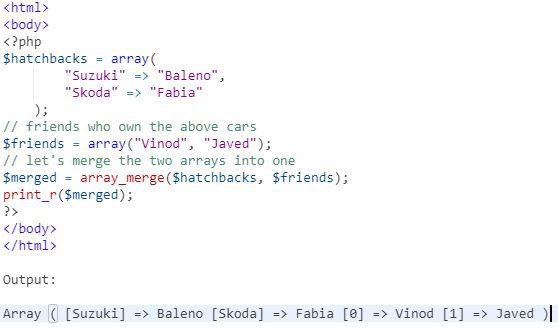 <html>
<body>
<?php
$hatchbacks = array(
"Suzuki" => "Baleno",
"Skoda" => "Fabia"
);
// friends who own the above cars
$friends = array("Vinod", "Javed");
// let's merge the two arrays into one
$merged = array_merge($hatchbacks, $friends);
print_r($merged);
?>
</body>
</html>
Output:
Array ( [Suzuki] => Baleno [Skoda] => Fabia [0] => Vinod [1] => Javed )